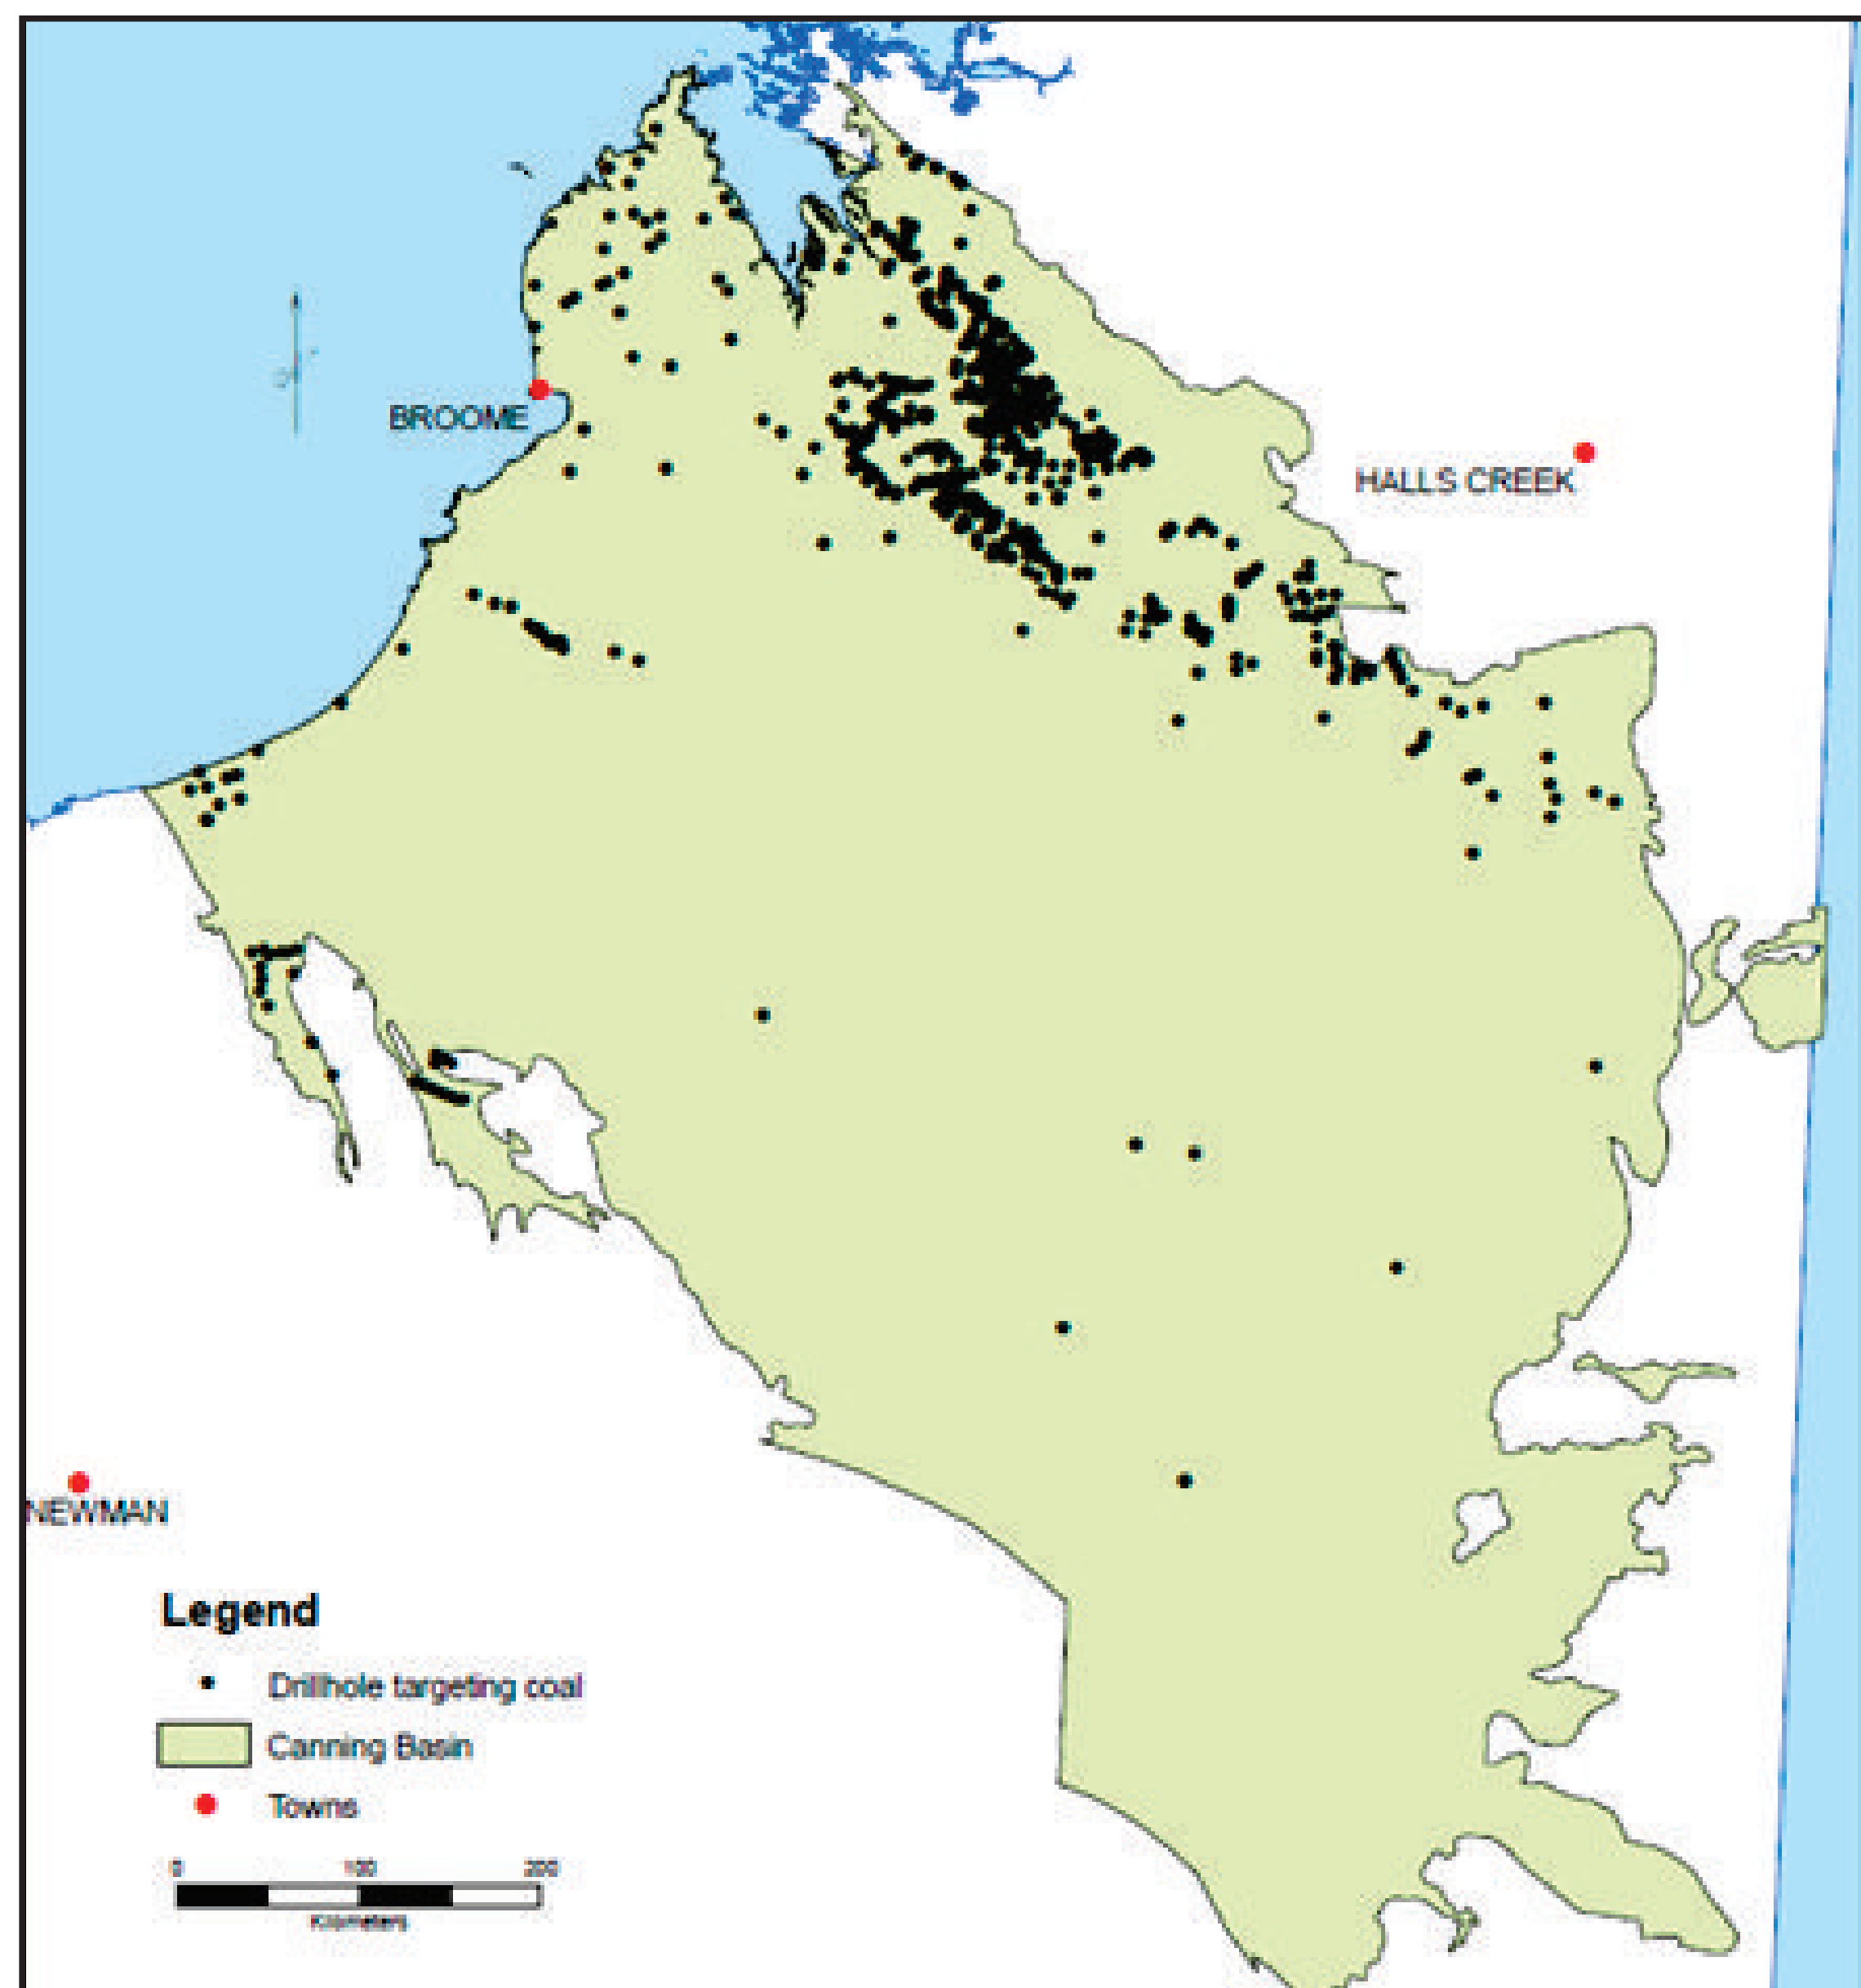 BROOME
HALLS CREEK
NEWMAN
Legend
Drillhole targeting coal
Canning Basin
Towns
0 100 200
Kilometers